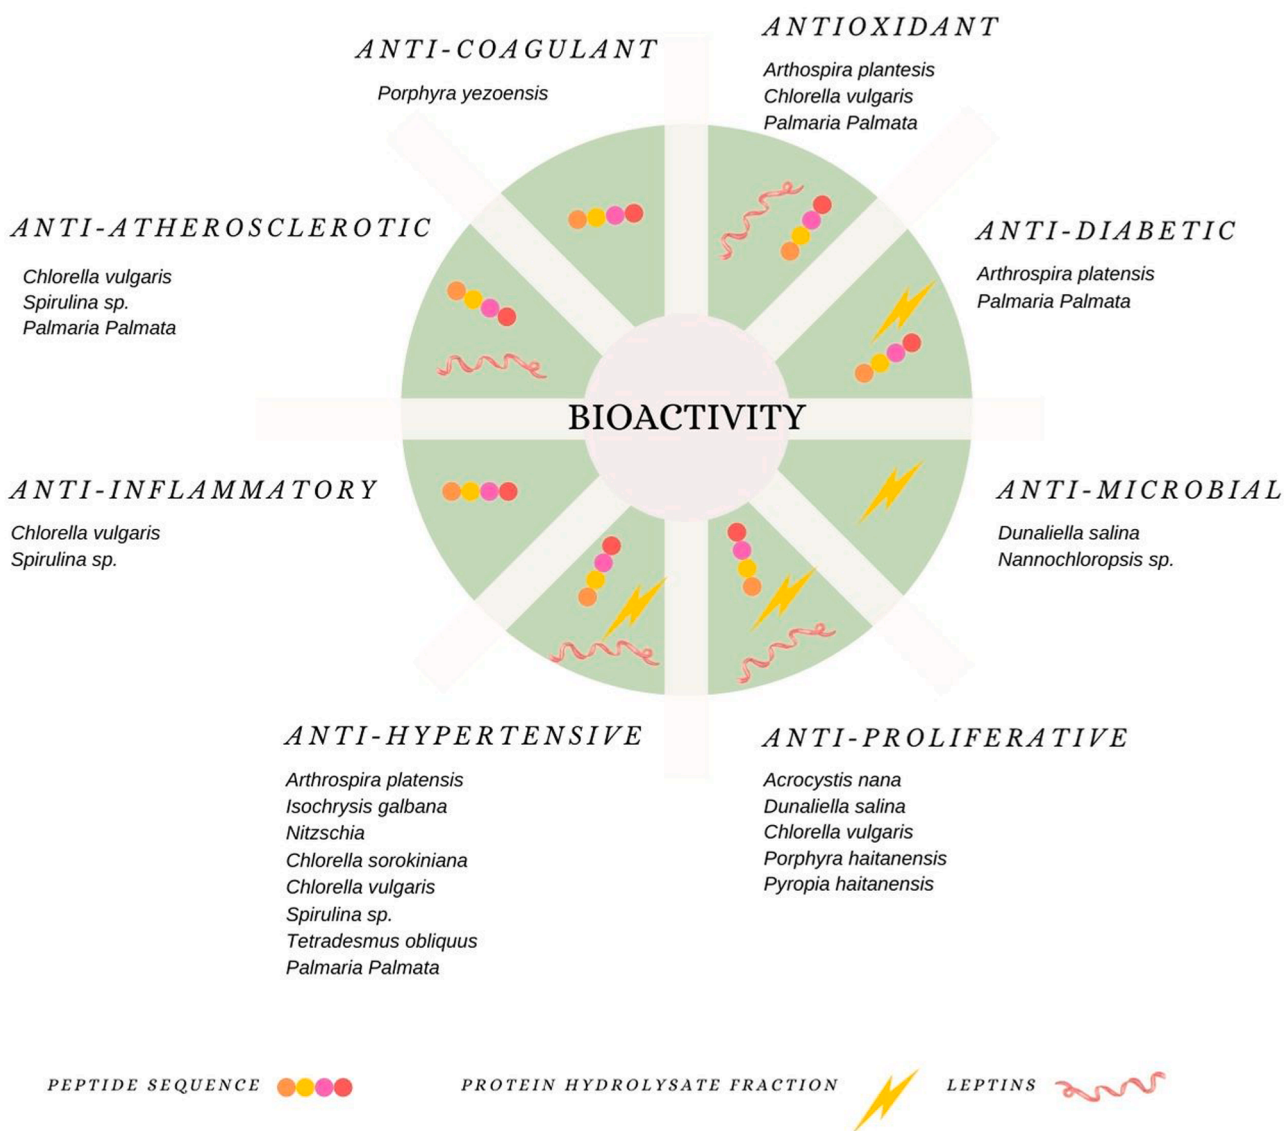 ANTI-COAGULANT
Porphyra yezoensis
ANTIOXIDANT
Arthospira plantesis
Chlorella vulgaris
Palmaria Palmata
ANTI-ATHEROSCLEROTIC
Chlorella vulgaris
Spirulina sp.
Palmaria Palmata
ANTI-DIABETIC
Arthrospira platensis
Palmaria Palmata
BIOACTIVITY
ANTI-INFLAMMATORY
Chlorella vulgaris
Spirulina sp.
ANTI-MICROBIAL
Dunaliella salina
Nannochloropsis sp.
ANTI-HYPERTENSIVE
Arthrospira platensis
Isochrysis galbana
Nitzschia
Chlorella sorokiniana
Chlorella vulgaris
Spirulina sp.
Tetradesmus obliquus
Palmaria Palmata
ANTI-PROLIFERATIVE
Acrocystis nana
Dunaliella salina
Chlorella vulgaris
Porphyra haitanensis
Pyropia haitanensis
PEPTIDE SEQUENCE
PROTEIN HYDROLYSATE FRACTION
LEPTINS